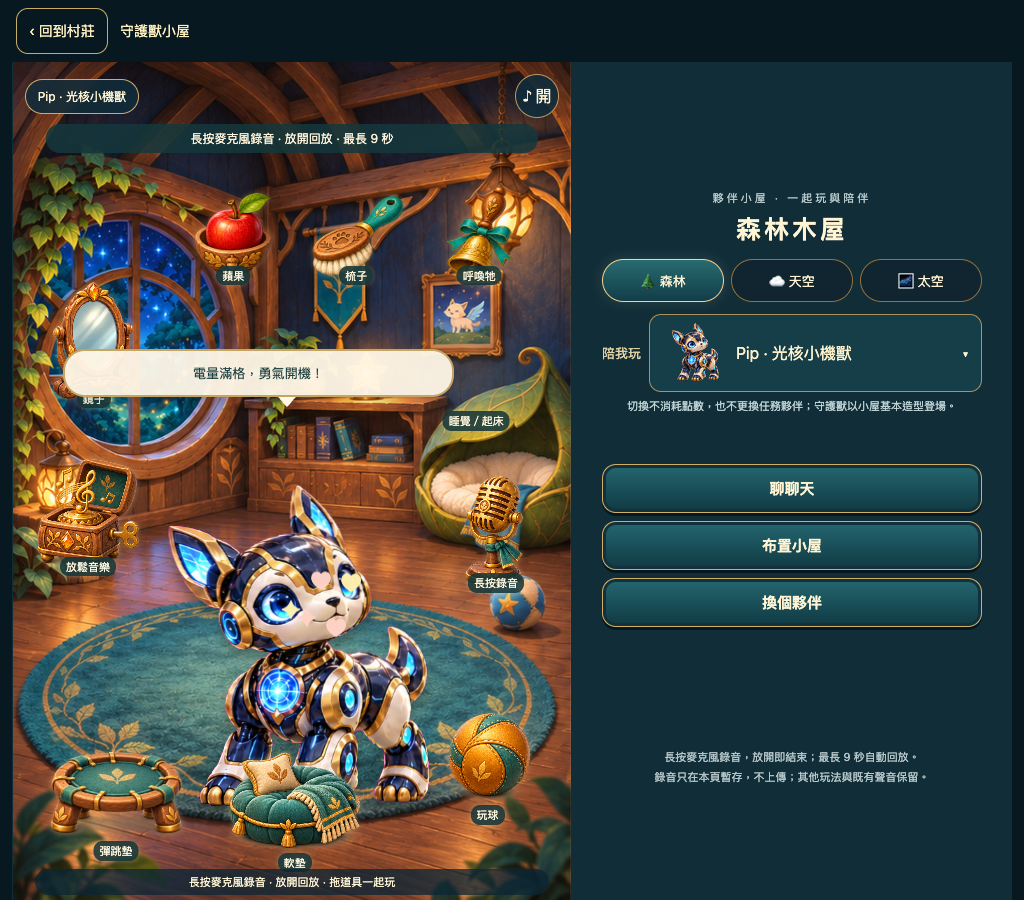 ‹ 回到村莊
守護獸小屋
Pip · 光核小機獸
♪ 開
長按麥克風錄音 · 放開回放 · 最長 9 秒
蘋果
梳子
呼喚牠
電量滿格，勇氣開機！
鏡子
睡覺 / 起床
放鬆音樂
長按錄音
玩球
彈跳墊
軟墊
長按麥克風錄音 · 放開回放 · 拖道具一起玩
夥伴小屋 · 一起玩與陪伴
森林木屋
森林
天空
太空
陪我玩
Pip · 光核小機獸
切換不消耗點數，也不更換任務夥伴；守護獸以小屋基本造型登場。
聊聊天
布置小屋
換個夥伴
長按麥克風錄音，放開即結束；最長 9 秒自動回放。
錄音只在本頁暫存，不上傳；其他玩法與既有聲音保留。